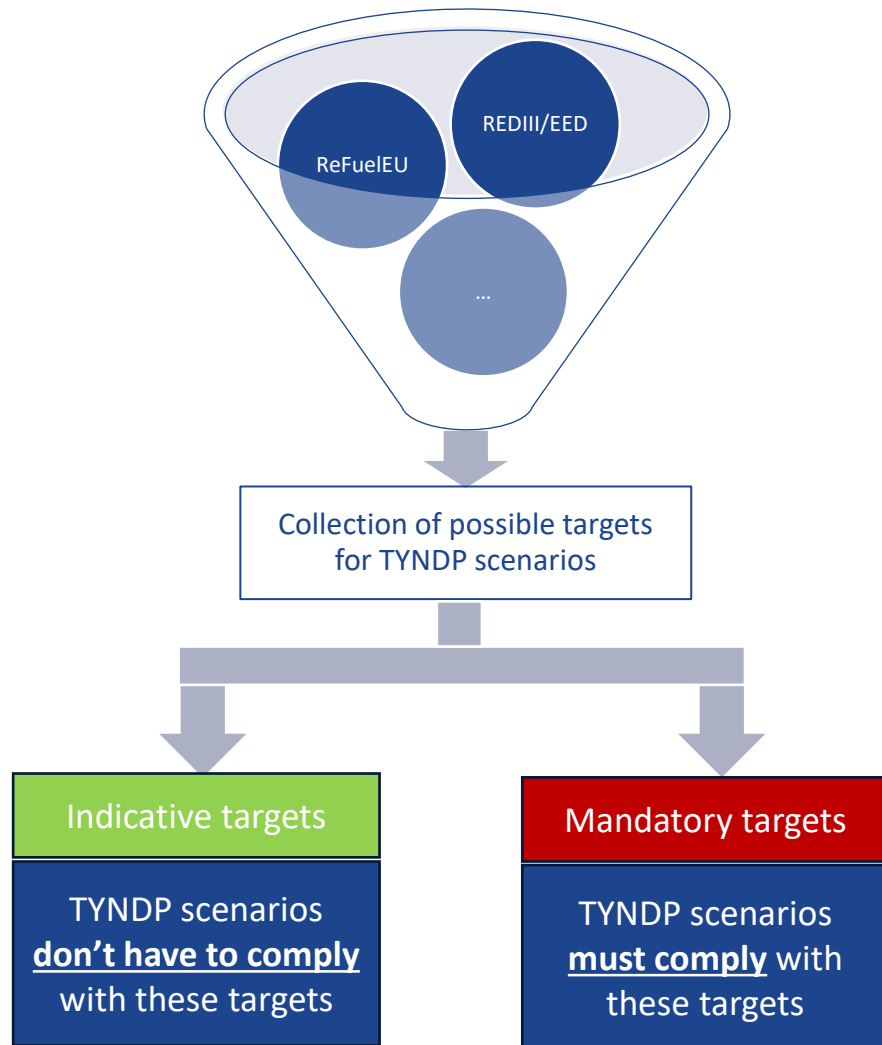 REDIII/EED
ReFuelEU
...
Collection of possible targets
for TYNDP scenarios
Indicative targets
Mandatory targets
TYNDP scenarios
don't have to comply
with these targets
TYNDP scenarios
must comply with
these targets